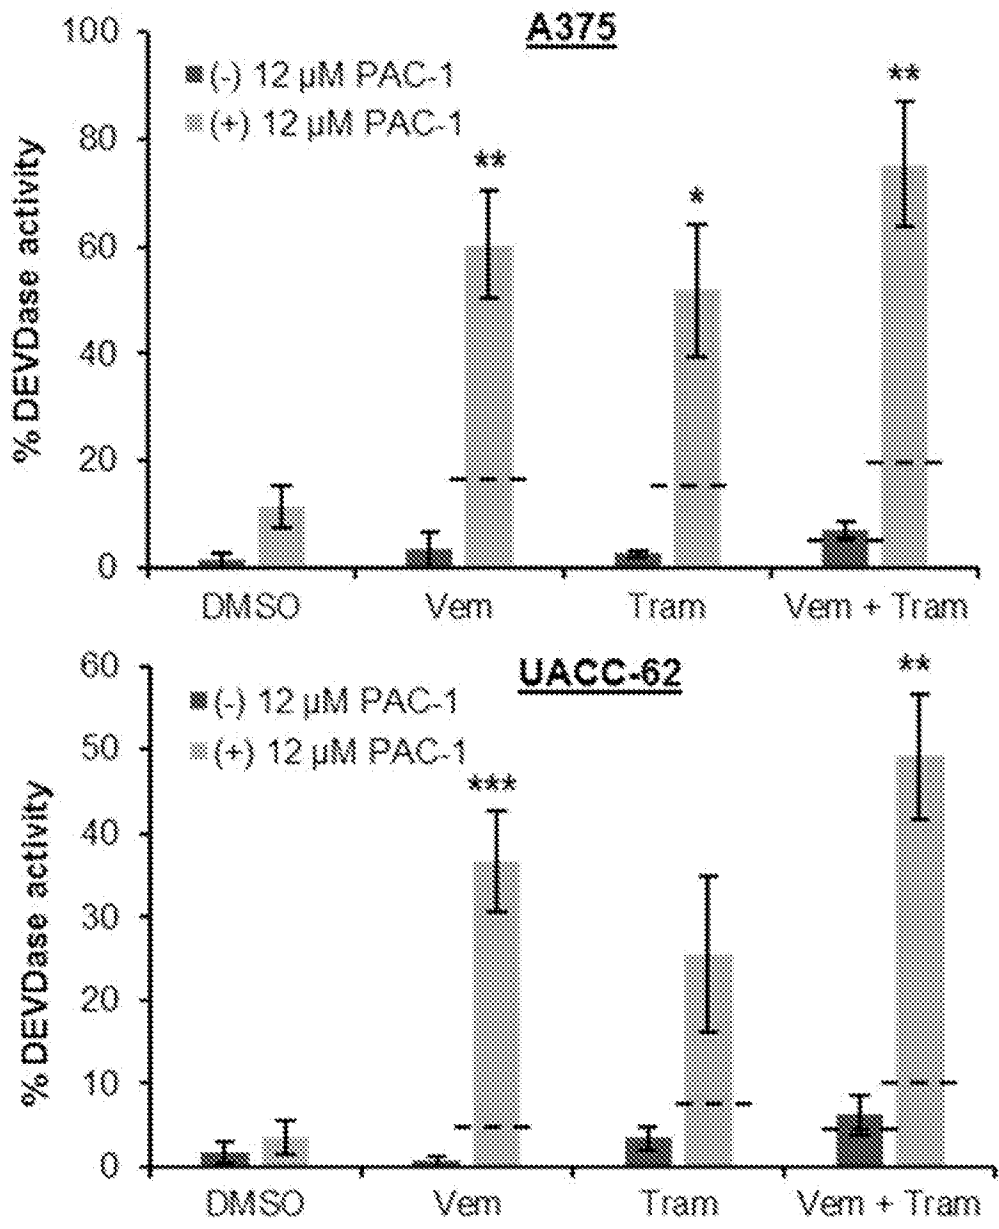 A375
100
80
60
40
20
0
% DEVDase activity
(-) 12 µM PAC-1
(+) 12 µM PAC-1
**
*
**
DMSO Vem Tram Vem + Tram
UACC-62
60
50
40
30
20
10
0
% DEVDase activity
(-) 12 µM PAC-1
(+) 12 µM PAC-1
***
**
DMSO Vem Tram Vem + Tram